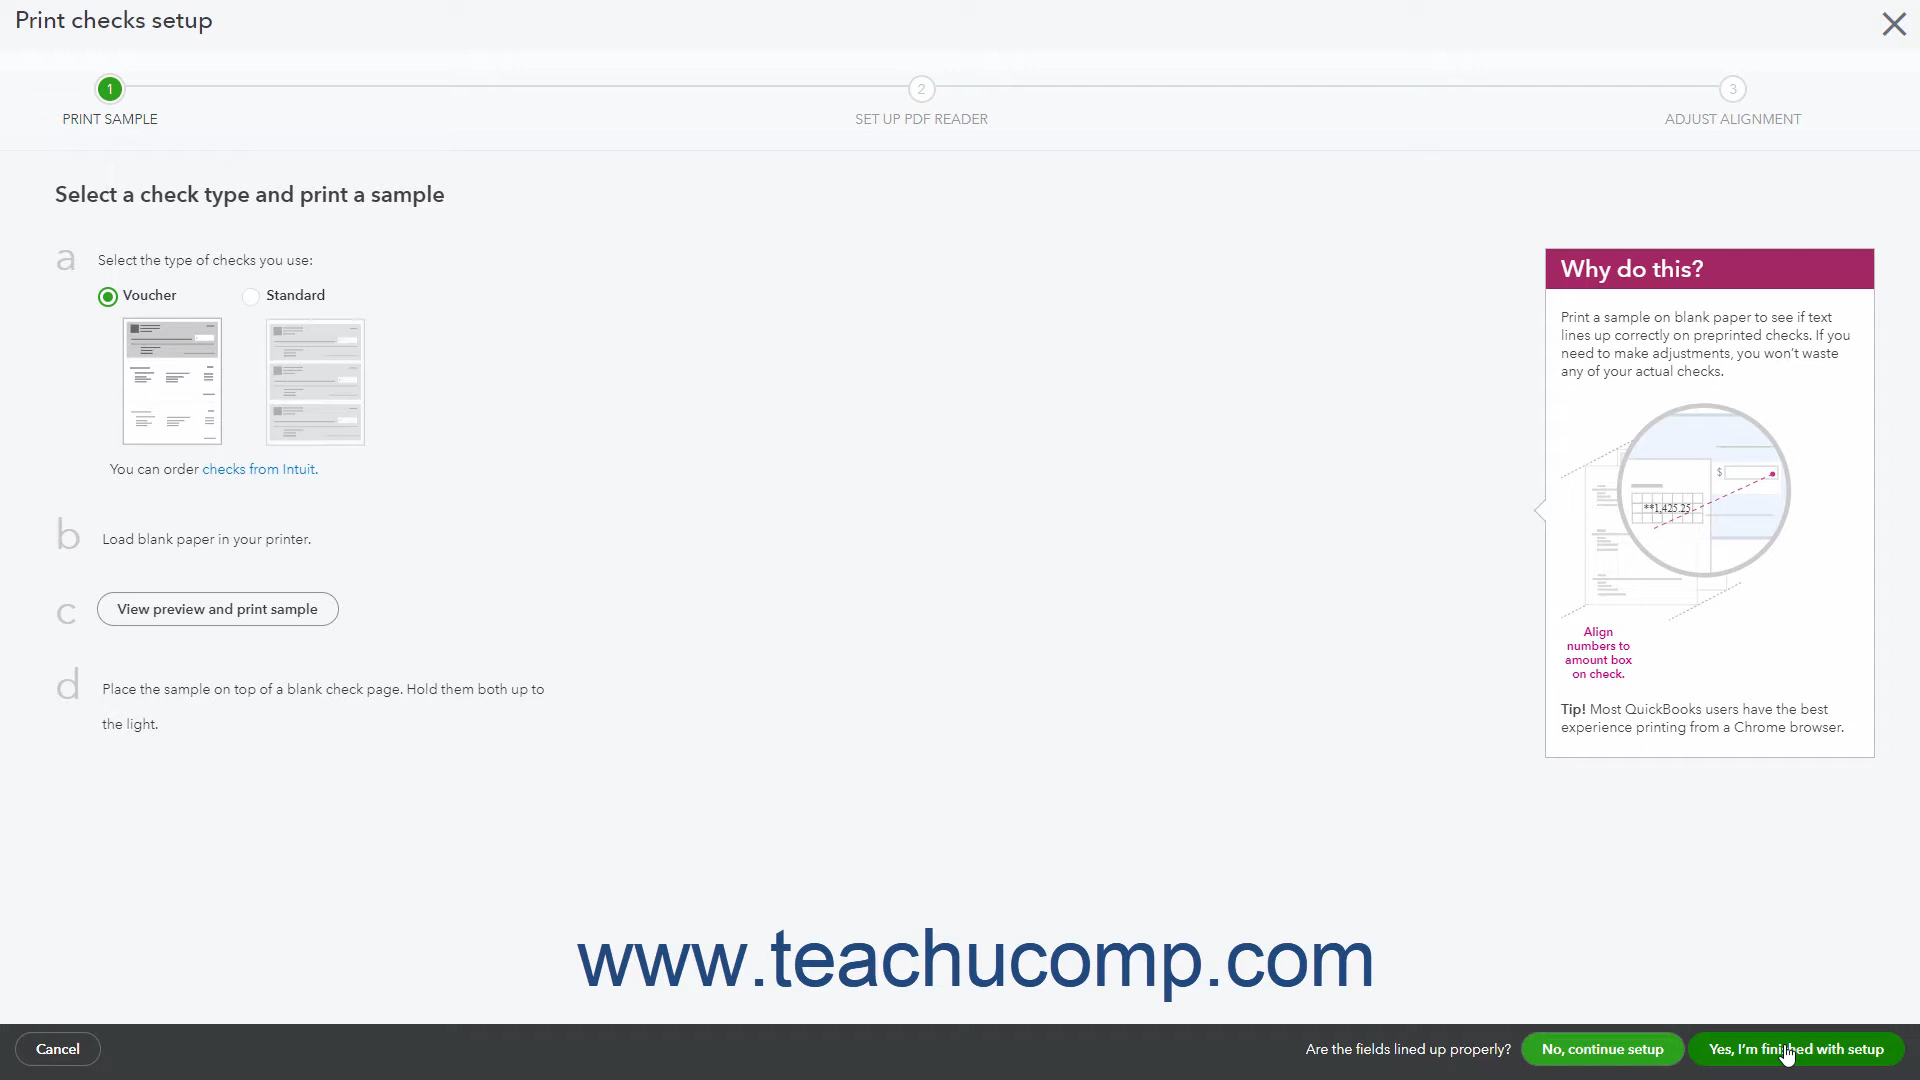 Print checks setup
1
2
3
PRINT SAMPLE
SET UP PDF READER
ADJUST ALIGNMENT
Select a check type and print a sample
a
Select the type of checks you use:
Voucher
Standard
You can order checks from Intuit.
b
Load blank paper in your printer.
c
View preview and print sample
d
Place the sample on top of a blank check page. Hold them both up to
the light.
Why do this?
Print a sample on blank paper to see if text
lines up correctly on preprinted checks. If you
need to make adjustments, you won't waste
any of your actual checks.
$
**1,425.25
Align
numbers to
amount box
on check.
Tip! Most QuickBooks users have the best
experience printing from a Chrome browser.
www.teachucomp.com
Cancel
Are the fields lined up properly?
No, continue setup
Yes, I'm finished with setup